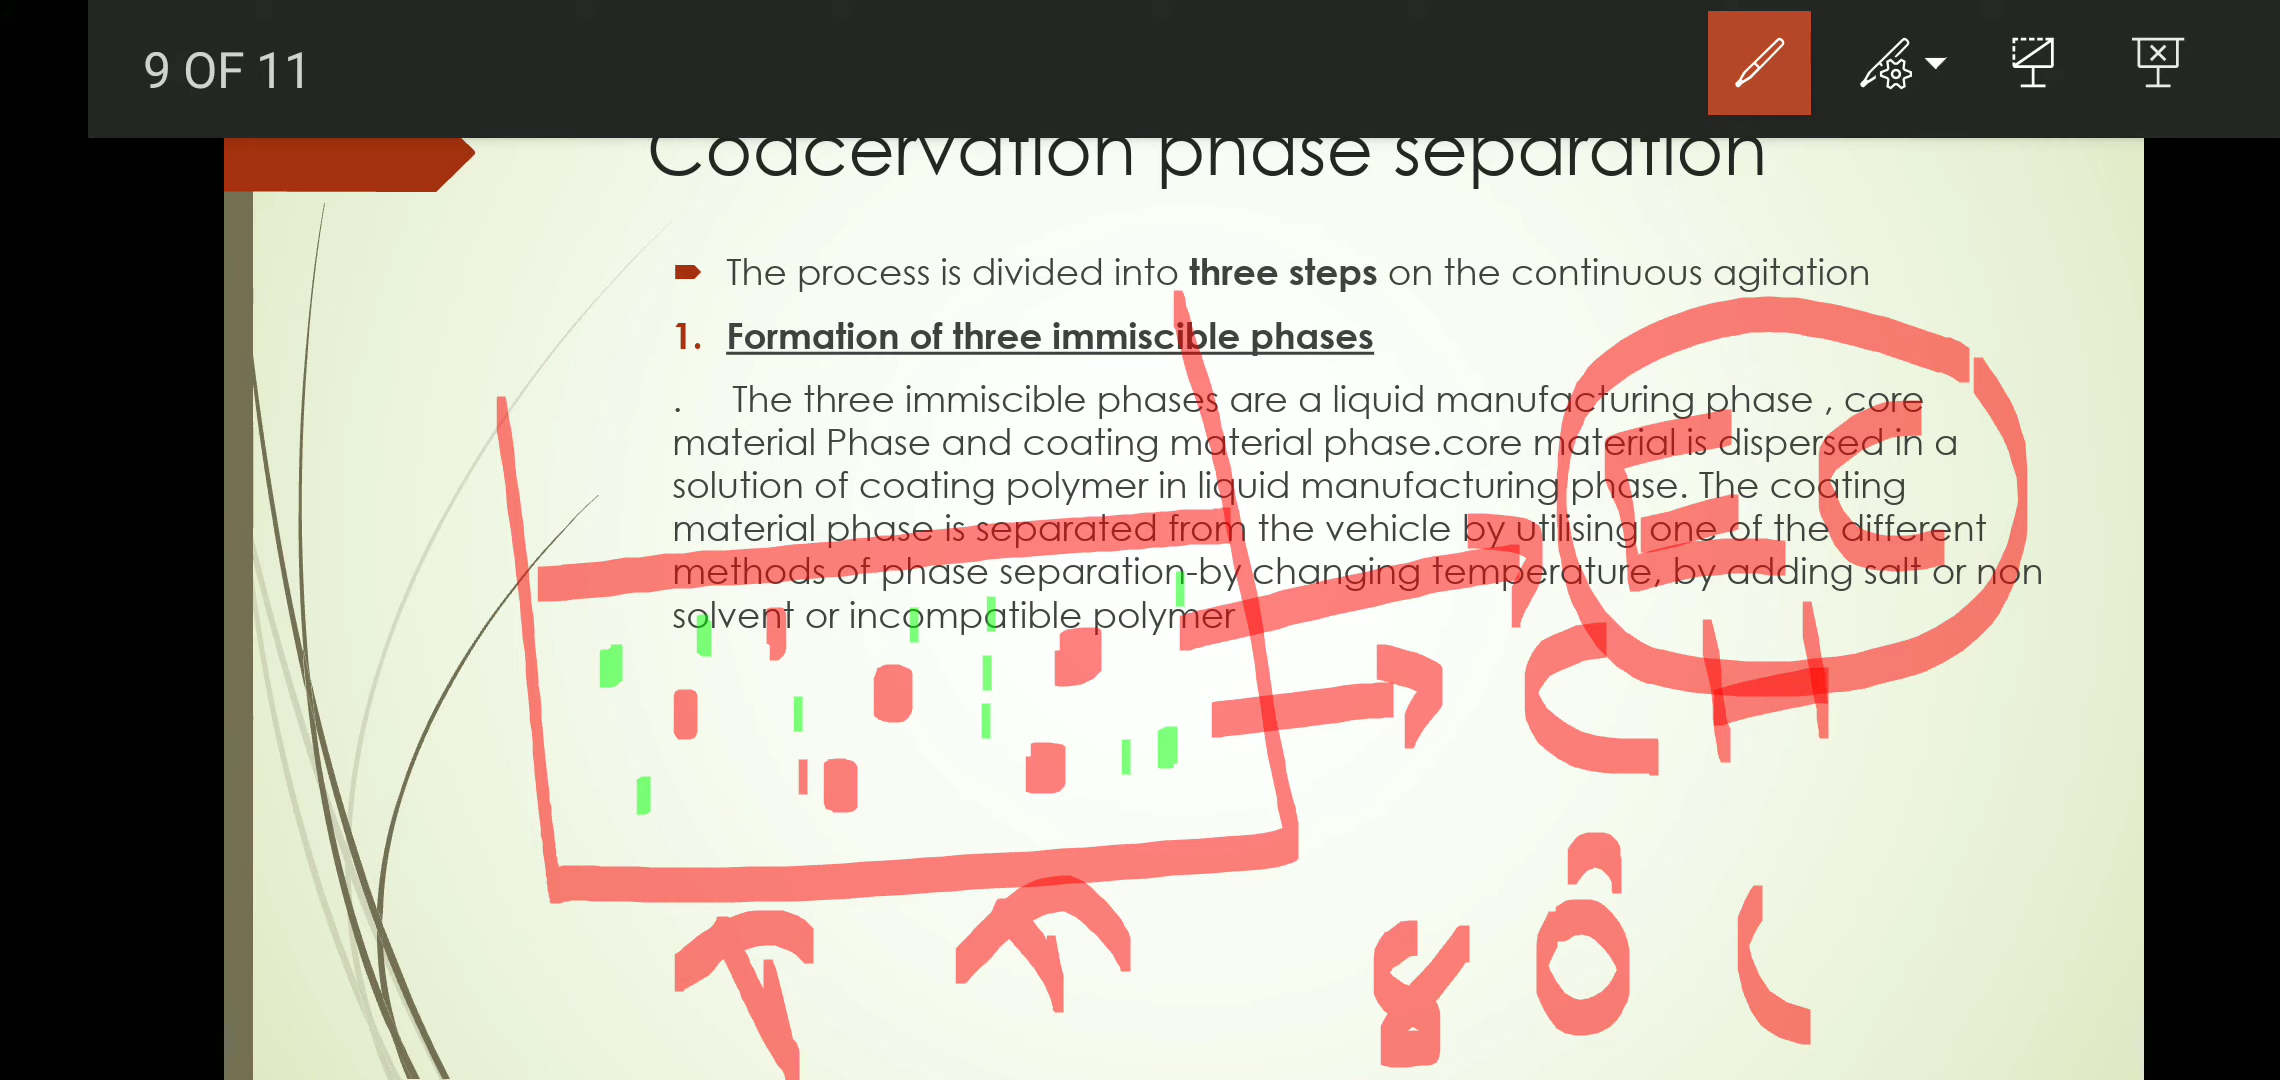 9 OF 11
Coacervation phase separation
The process is divided into three steps on the continuous agitation
1. Formation of three immiscible phases
. The three immiscible phases are a liquid manufacturing phase , core
material Phase and coating material phase.core material is dispersed in a
solution of coating polymer in liquid manufacturing phase. The coating
material phase is separated from the vehicle by utilising one of the different
methods of phase separation-by changing temperature, by adding salt or non
solvent or incompatible polymer
EC
CH
80°C